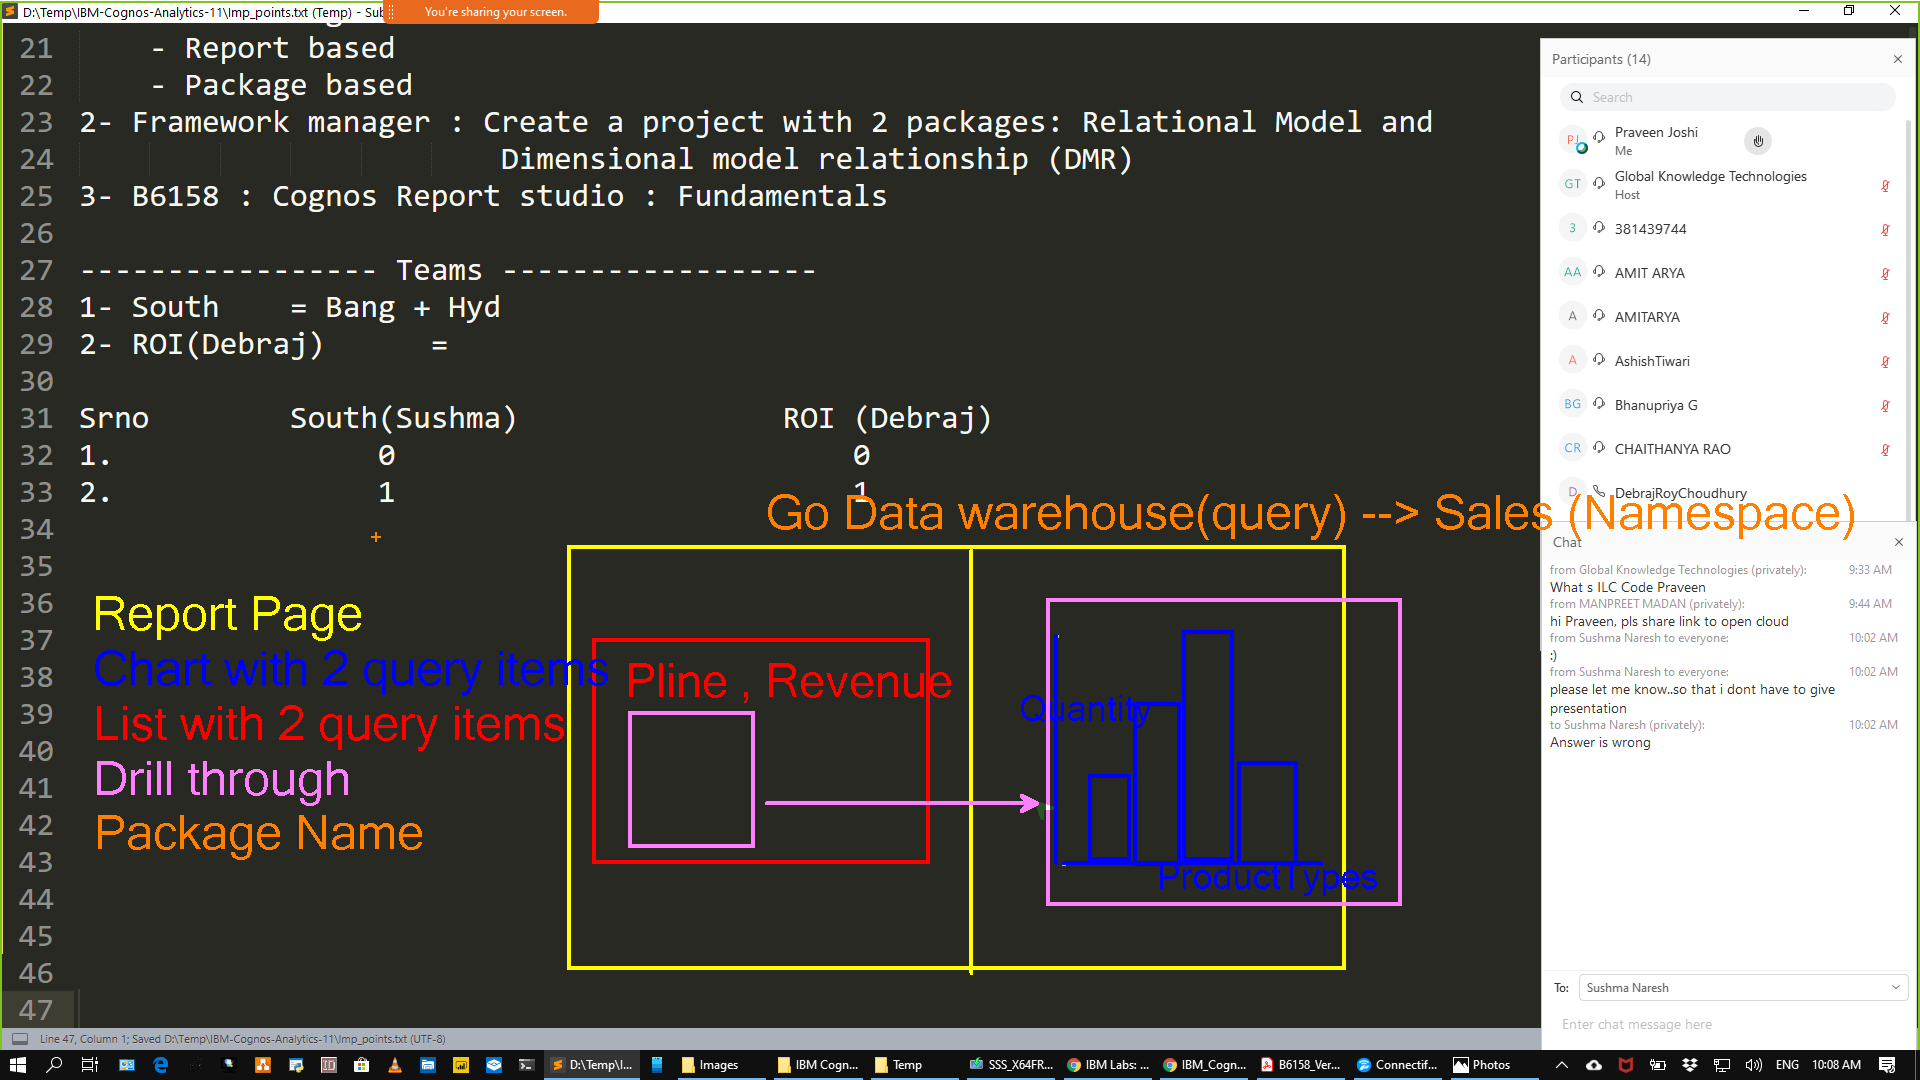 D:\Temp\IBM-Cognos-Analytics-11\Imp_points.txt (Temp) - Su
You're sharing your screen.
21 - Report based
22 - Package based
23 2- Framework manager : Create a project with 2 packages: Relational Model and
24 Dimensional model relationship (DMR)
25 3- B6158 : Cognos Report studio : Fundamentals
26
27 ----------------- Teams ------------------
28 1- South = Bang + Hyd
29 2- ROI(Debraj) =
30
31 Srno South(Sushma) ROI (Debraj)
32 1. 0 0
33 2. 1 1
Go Data warehouse(query) --> Sales (Namespace)
34
35
36 Report Page
37 Chart with 2 query items
38 Pline , Revenue
39 List with 2 query items
Quantity
40
41 Drill through
42 Package Name
43
ProductTypes
44
45
46
47
Line 47, Column 1; Saved D:\Temp\IBM-Cognos-Analytics-11\Imp_points.txt (UTF-8)
Participants (14)
Search
PJ Praveen Joshi
Me
GT Global Knowledge Technologies
Host
3 381439744
AA AMIT ARYA
A AMITARYA
A AshishTiwari
BG Bhanupriya G
CR CHAITHANYA RAO
D DebrajRoyChoudhury
Chat
from Global Knowledge Technologies (privately): 9:33 AM
What s ILC Code Praveen
from MANPREET MADAN (privately): 9:44 AM
hi Praveen, pls share link to open cloud
from Sushma Naresh to everyone: 10:02 AM
:)
from Sushma Naresh to everyone: 10:02 AM
please let me know..so that i dont have to give
presentation
to Sushma Naresh (privately): 10:02 AM
Answer is wrong
To: Sushma Naresh
Enter chat message here
D:\Temp\I... Images IBM Cogn... Temp SSS_X64FR... IBM Labs: ... IBM_Cogn... B6158_Ver... Connectif... Photos ENG 10:08 AM